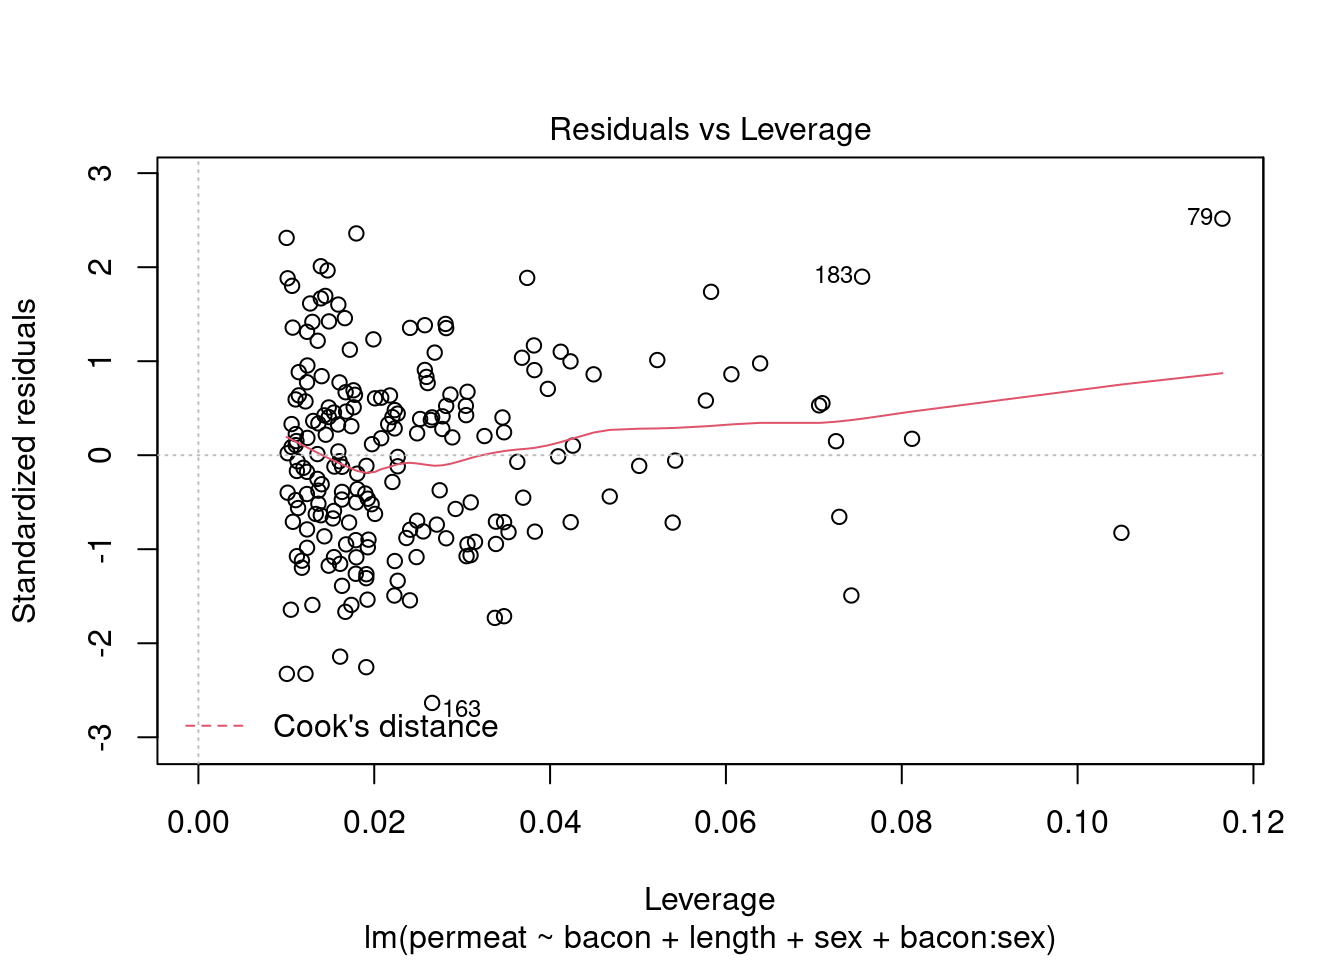 Residuals vs Leverage
Standardized residuals
3
2
1
0
-1
-2
-3
79
183
163
Cook's distance
0.00 0.02 0.04 0.06 0.08 0.10 0.12
Leverage
lm(permeat ~ bacon + length + sex + bacon:sex)